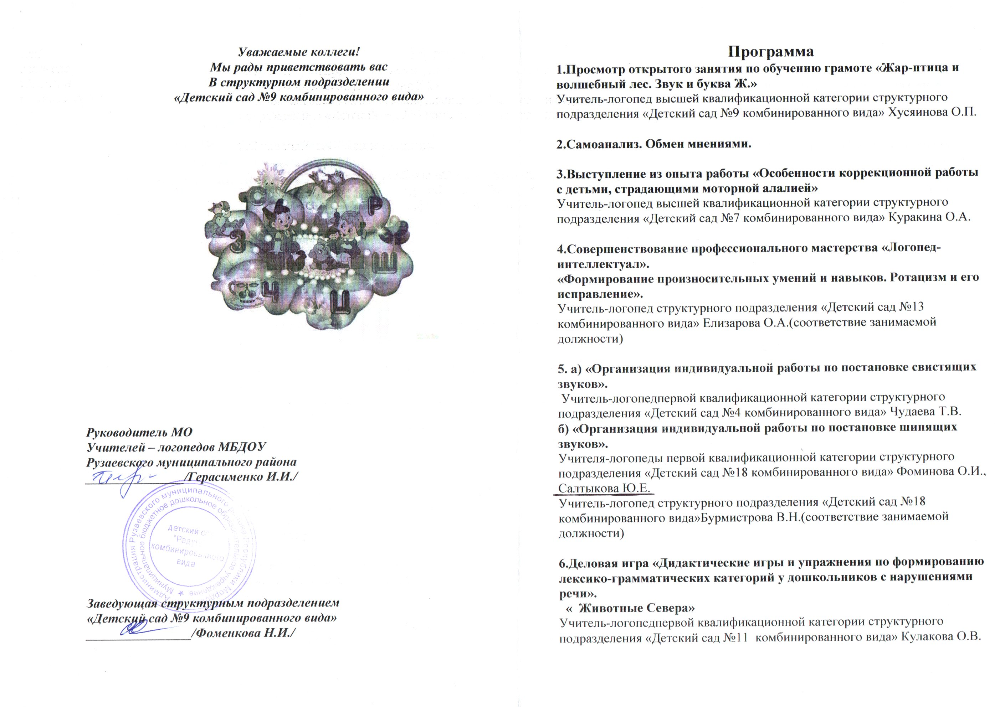 Уважаемые коллеги!
Мы рады приветствовать вас
В структурном подразделении
«Детский сад №9 комбинированного вида»
С
Р
З
Ш
Ч
Ц
Руководитель МО
Учителей – логопедов МБДОУ
Рузаевского муниципального района
/Герасименко И.И./
Администрация Рузаевского муниципального района Республики
Муниципальное бюджетное дошкольное образовательное учреждение
детский
"Радуга
комбинированного
вида
Заведующая структурным подразделением
«Детский сад №9 комбинированного вида»
/Фоменкова Н.И./
Программа
1.Просмотр открытого занятия по обучению грамоте «Жар-птица и
волшебный лес. Звук и буква Ж.»
Учитель-логопед высшей квалификационной категории структурного
подразделения «Детский сад №9 комбинированного вида» Хусяинова О.П.
2.Самоанализ. Обмен мнениями.
3.Выступление из опыта работы «Особенности коррекционной работы
с детьми, страдающими моторной алалией»
Учитель-логопед высшей квалификационной категории структурного
подразделения «Детский сад №7 комбинированного вида» Куракина О.А.
4.Совершенствование профессионального мастерства «Логопед-
интеллектуал».
«Формирование произносительных умений и навыков. Ротацизм и его
исправление».
Учитель-логопед структурного подразделения «Детский сад №13
комбинированного вида» Елизарова О.А.(соответствие занимаемой
должности)
5. а) «Организация индивидуальной работы по постановке свистящих
звуков».
Учитель-логопедпервой квалификационной категории структурного
подразделения «Детский сад №4 комбинированного вида» Чудаева Т.В.
б) «Организация индивидуальной работы по постановке шипящих
звуков».
Учителя-логопеды первой квалификационной категории структурного
подразделения «Детский сад №18 комбинированного вида» Фоминова О.И.,
Салтыкова Ю.Е.
Учитель-логопед структурного подразделения «Детский сад №18
комбинированного вида»Бурмистрова В.Н.(соответствие занимаемой
должности)
6.Деловая игра «Дидактические игры и упражнения по формированию
лексико-грамматических категорий у дошкольников с нарушениями
речи».
«  Животные Севера»
Учитель-логопедпервой квалификационной категории структурного
подразделения «Детский сад №11  комбинированного вида» Кулакова О.В.